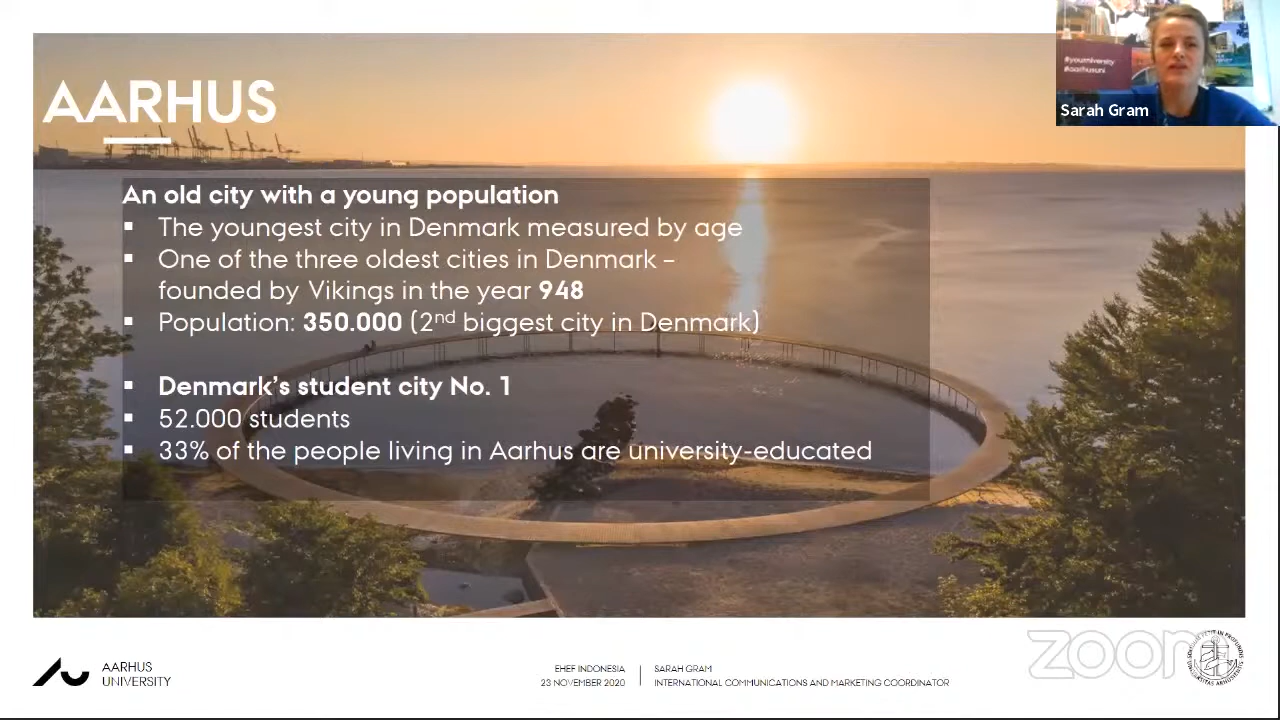 AARHUS
#yourniversity
#aarhusuni
Sarah Gram
An old city with a young population
▪ The youngest city in Denmark measured by age
▪ One of the three oldest cities in Denmark –
founded by Vikings in the year 948
▪ Population: 350.000 (2nd biggest city in Denmark)
▪ Denmark's student city No. 1
▪ 52.000 students
▪ 33% of the people living in Aarhus are university-educated
AARHUS
UNIVERSITY
EHEF INDONESIA
23 NOVEMBER 2020
SARAH GRAM
INTERNATIONAL COMMUNICATIONS AND MARKETING COORDINATOR
zoom